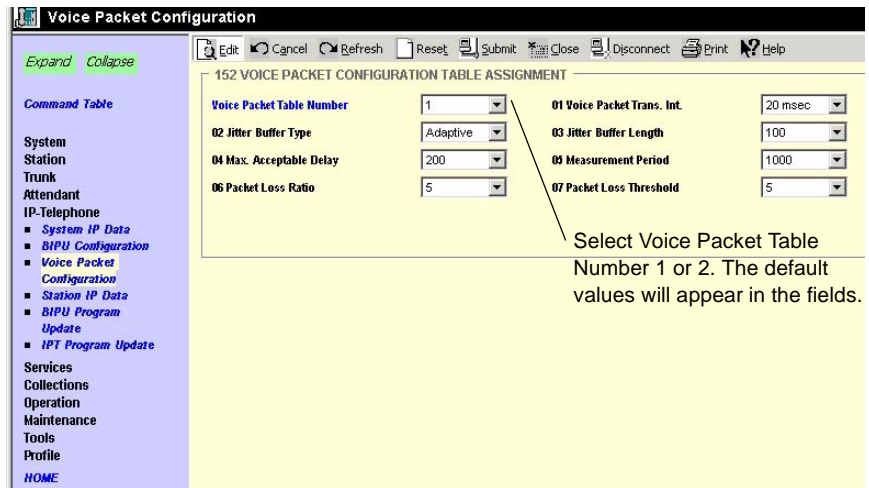 Voice Packet Configuration
Expand Collapse
Edit Cancel Refresh Reset Submit Close Disconnect Print Help
152 VOICE PACKET CONFIGURATION TABLE ASSIGNMENT
Command Table
Voice Packet Table Number 1 01 Voice Packet Trans. Int. 20 msec
02 Jitter Buffer Type Adaptive 03 Jitter Buffer Length 100
04 Max. Acceptable Delay 200 05 Measurement Period 1000
06 Packet Loss Ratio 5 07 Packet Loss Threshold 5
Select Voice Packet Table
Number 1 or 2. The default
values will appear in the fields.
System
Station
Trunk
Attendant
IP-Telephone
System IP Data
BIPU Configuration
Voice Packet
Configuration
Station IP Data
BIPU Program
Update
IPT Program Update
Services
Collections
Operation
Maintenance
Tools
Profile
HOME